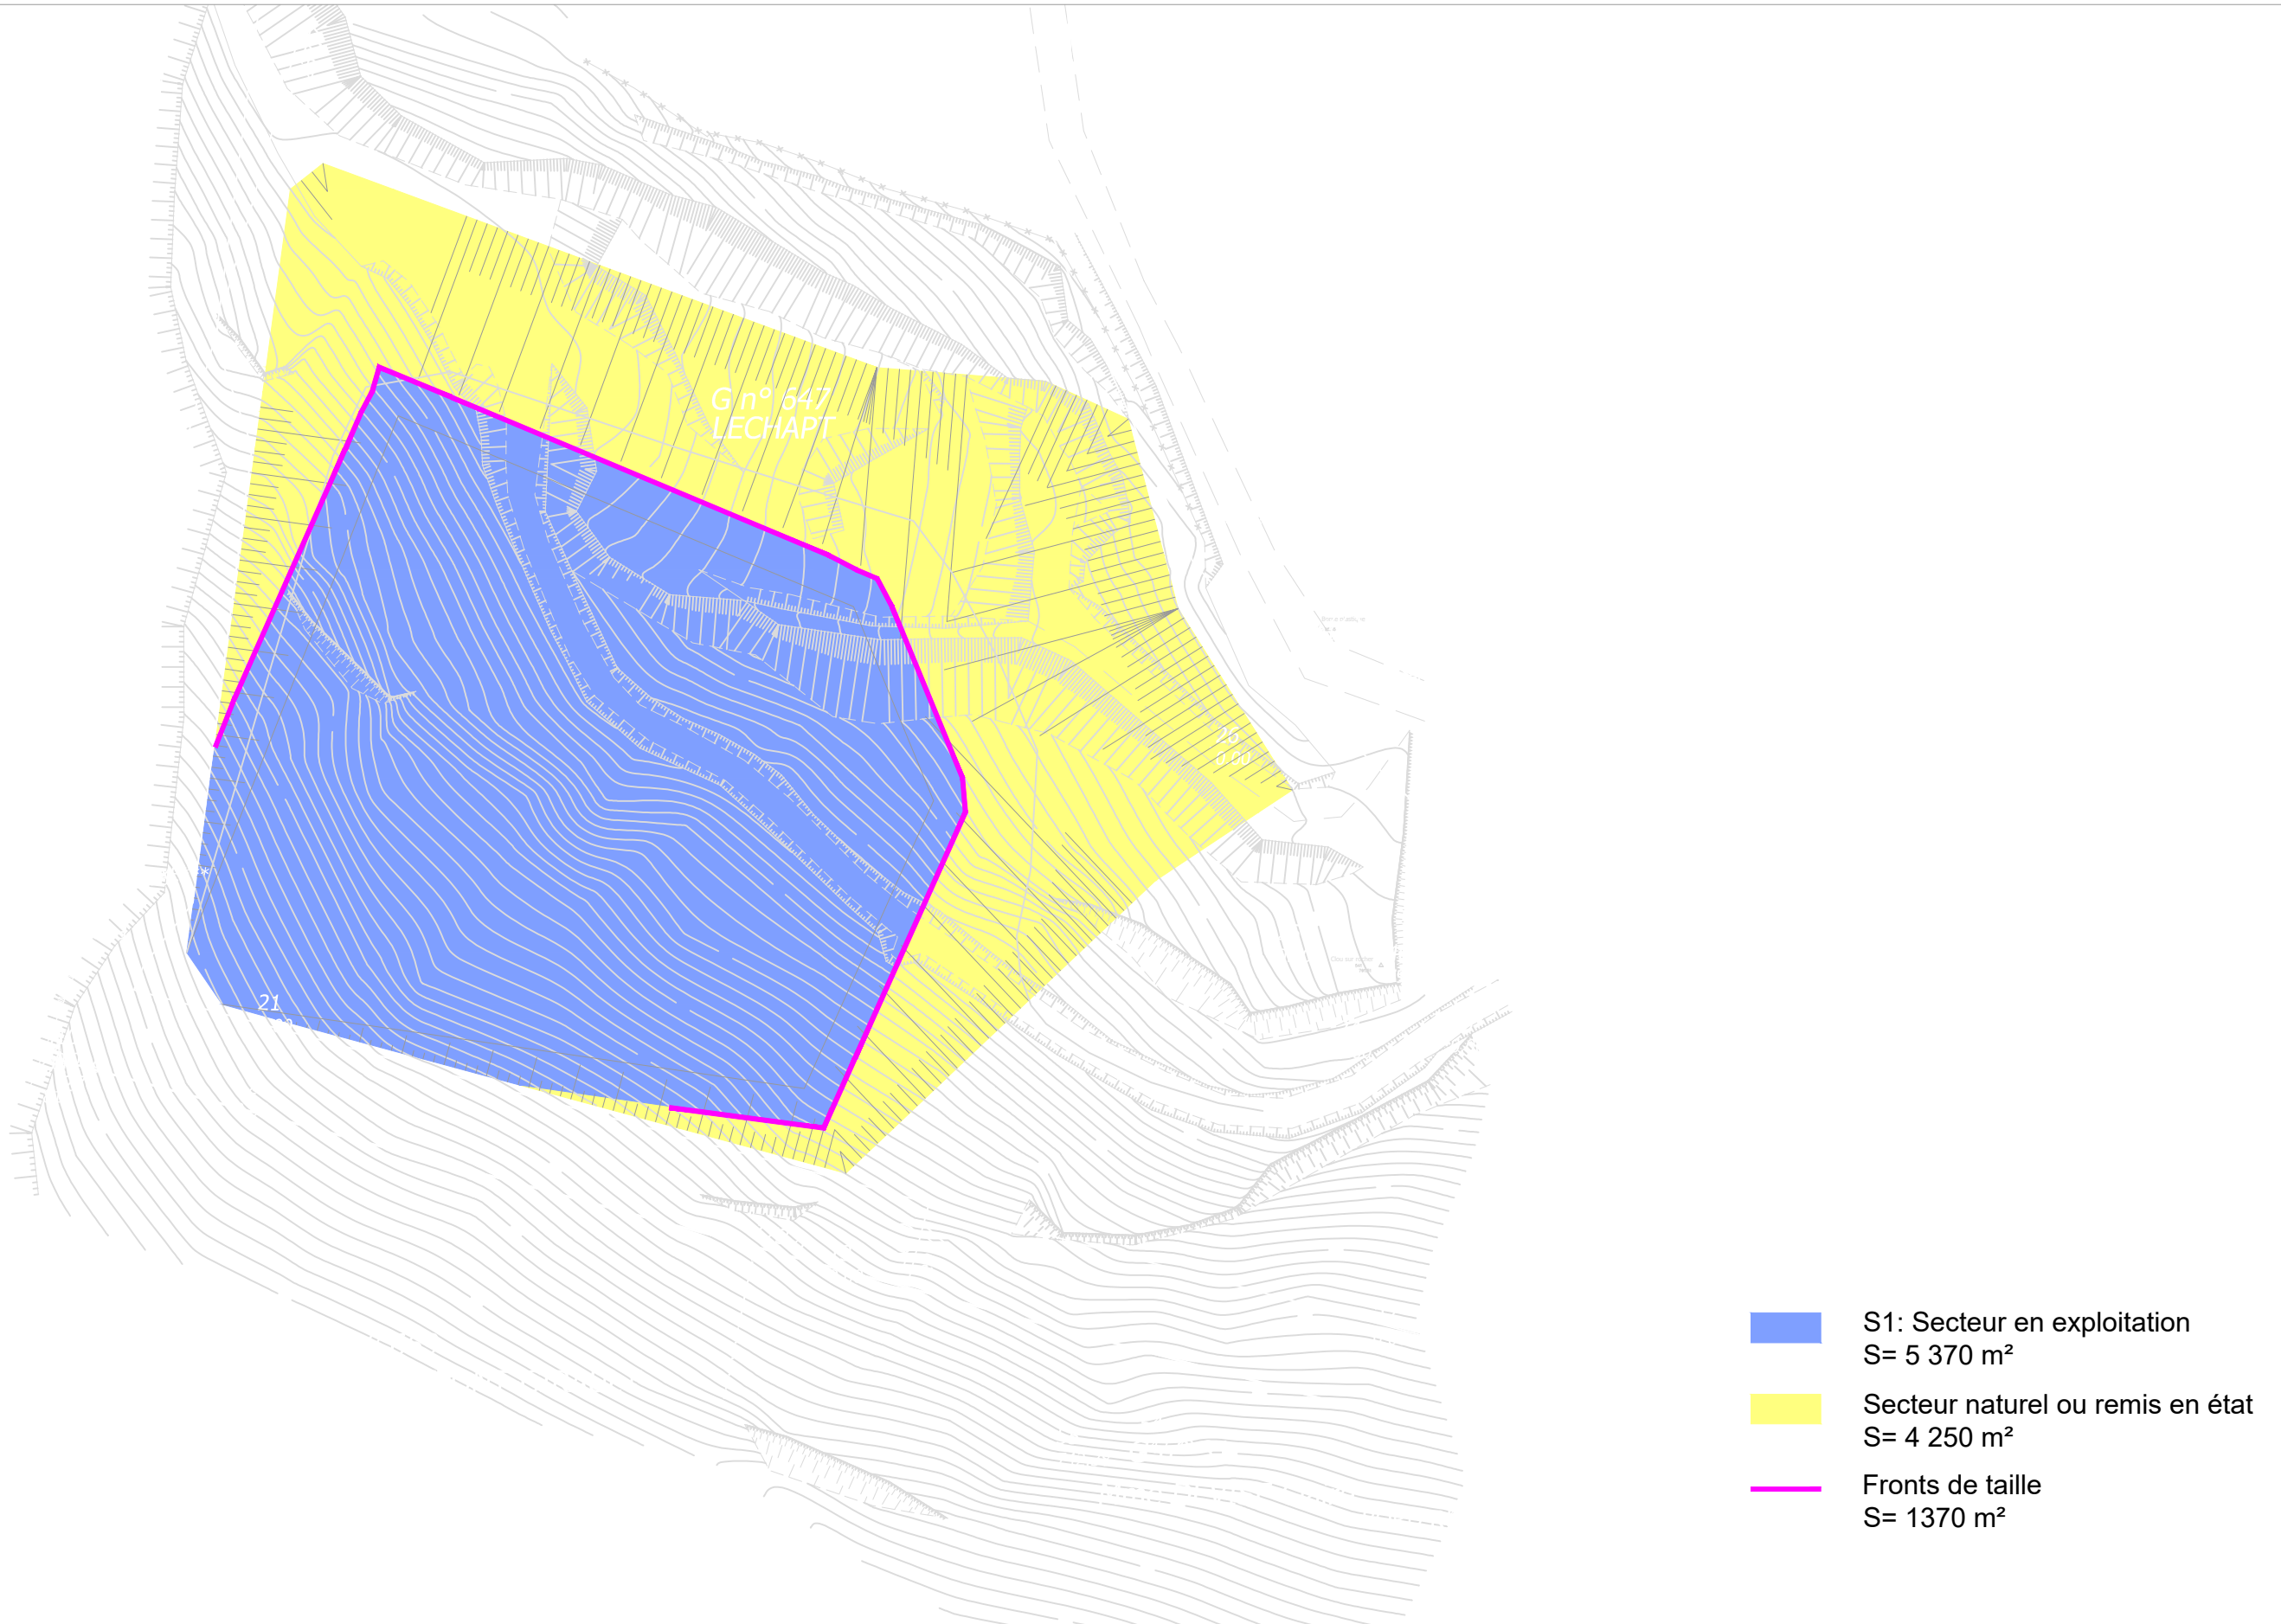 G n° 647
LECHAPT
21
S1: Secteur en exploitation
S= 5 370 m²
Secteur naturel ou remis en état
S= 4 250 m²
Fronts de taille
S= 1370 m²